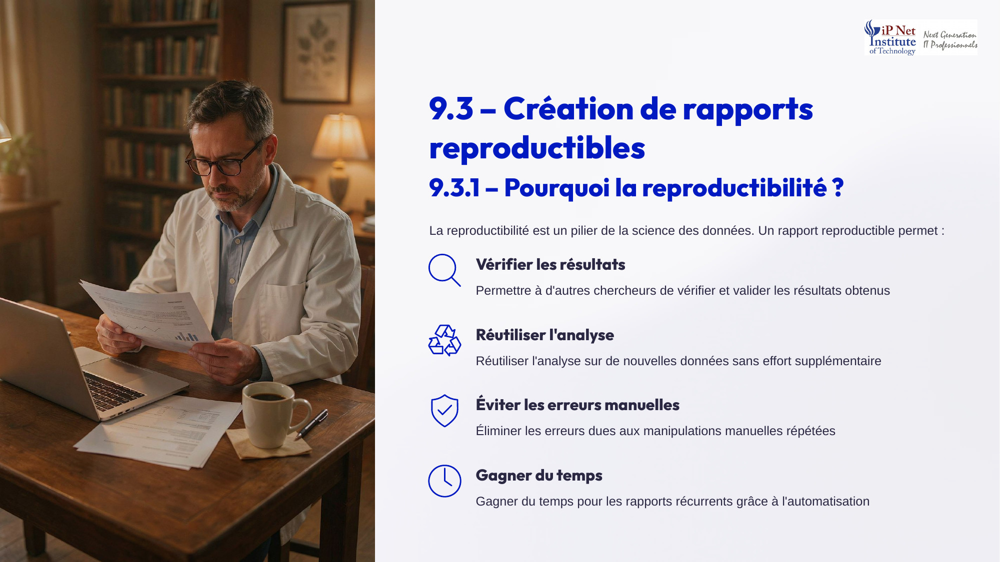 iP Net
Institute
of Technology
Next Generation
IT Professionnels
9.3 – Création de rapports
reproductibles
9.3.1 – Pourquoi la reproductibilité ?
La reproductibilité est un pilier de la science des données. Un rapport reproductible permet :
Vérifier les résultats
Permettre à d'autres chercheurs de vérifier et valider les résultats obtenus
Réutiliser l'analyse
Réutiliser l'analyse sur de nouvelles données sans effort supplémentaire
Éviter les erreurs manuelles
Éliminer les erreurs dues aux manipulations manuelles répétées
Gagner du temps
Gagner du temps pour les rapports récurrents grâce à l'automatisation